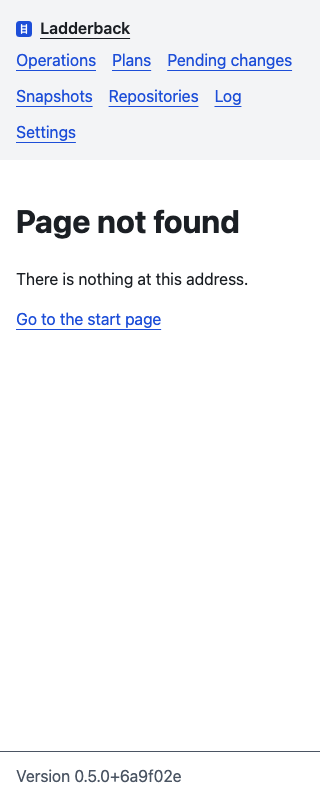 Ladderback
Operations Plans Pending changes
Snapshots Repositories Log
Settings
Page not found
There is nothing at this address.
Go to the start page
Version 0.5.0+6a9f02e